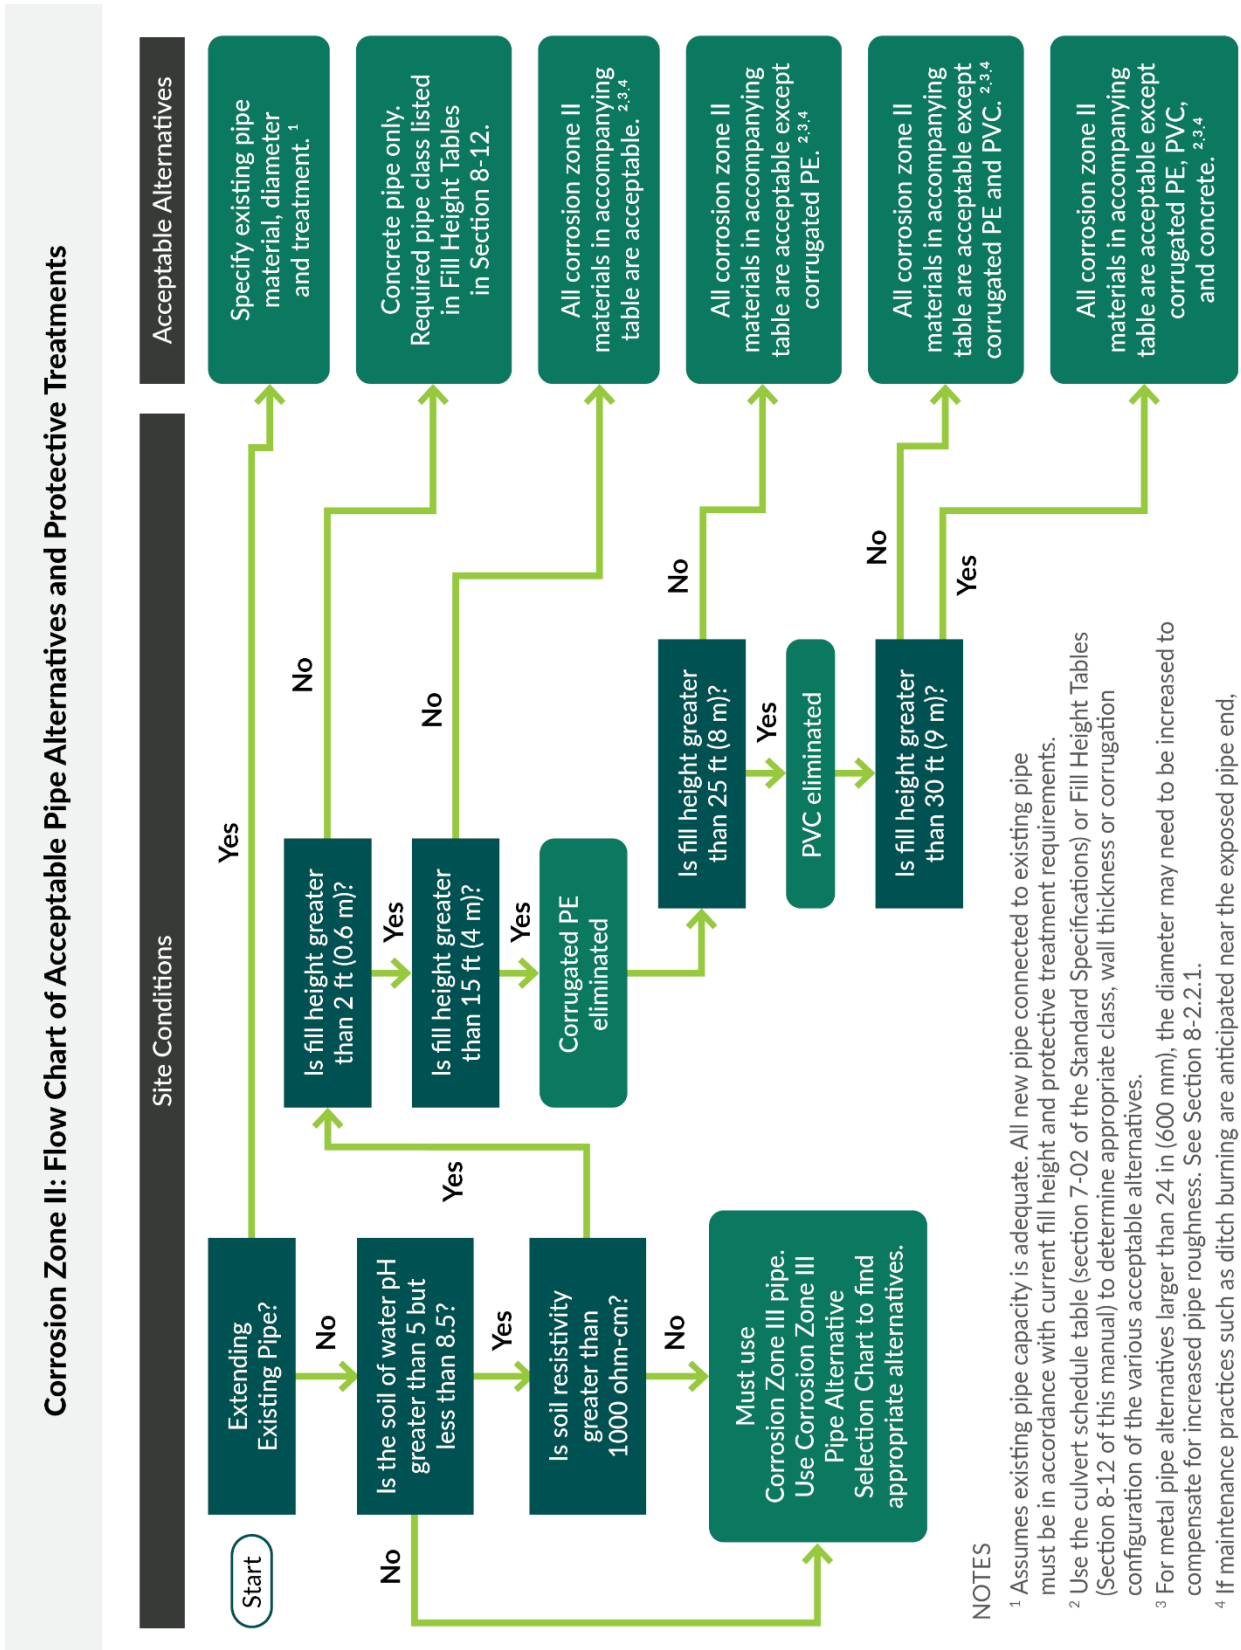 Corrosion Zone II: Flow Chart of Acceptable Pipe Alternatives and Protective Treatments
Site Conditions
Acceptable Alternatives
Start
Extending
Existing Pipe?
Yes
Specify existing pipe
material, diameter
and treatment. 1
No
Is the soil of water pH
greater than 5 but
less than 8.5?
No
Yes
Is soil resistivity
greater than
1000 ohm-cm?
Yes
No
Must use
Corrosion Zone III pipe.
Use Corrosion Zone III
Pipe Alternative
Selection Chart to find
appropriate alternatives.
Is fill height greater
than 2 ft (0.6 m)?
No
Concrete pipe only.
Required pipe class listed
in Fill Height Tables
in Section 8-12.
Yes
Is fill height greater
than 15 ft (4 m)?
No
All corrosion zone II
materials in accompanying
table are acceptable. 2,3,4
Yes
Corrugated PE
eliminated
Is fill height greater
than 25 ft (8 m)?
No
All corrosion zone II
materials in accompanying
table are acceptable except
corrugated PE. 2,3,4
Yes
PVC eliminated
Is fill height greater
than 30 ft (9 m)?
No
All corrosion zone II
materials in accompanying
table are acceptable except
corrugated PE and PVC. 2,3,4
Yes
All corrosion zone II
materials in accompanying
table are acceptable except
corrugated PE, PVC,
and concrete. 2,3,4
NOTES
1 Assumes existing pipe capacity is adequate. All new pipe connected to existing pipe
must be in accordance with current fill height and protective treatment requirements.
2 Use the culvert schedule table (section 7-02 of the Standard Specifications) or Fill Height Tables
(Section 8-12 of this manual) to determine appropriate class, wall thickness or corrugation
configuration of the various acceptable alternatives.
3 For metal pipe alternatives larger than 24 in (600 mm), the diameter may need to be increased to
compensate for increased pipe roughness. See Section 8-2.2.1.
4 If maintenance practices such as ditch burning are anticipated near the exposed pipe end,